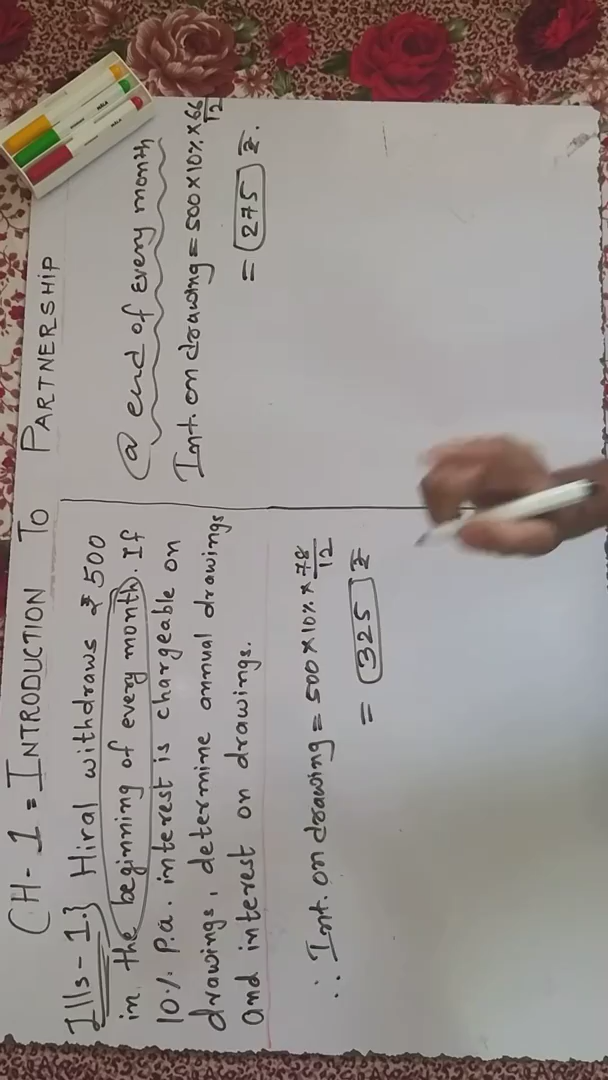 CH-1 = INTRODUCTION TO PARTNERSHIP
Ills-1.} Hiral withdraws ₹500
in the beginning of every month. If
10% p.a. interest is chargeable on
drawings, determine annual drawings
and interest on drawings.
∴ Int. on drawing = 500 × 10% × 78/12
= 325 ₹
@ end of every month
Int. on drawing = 500 × 10% × 66/12
= 275 ₹.